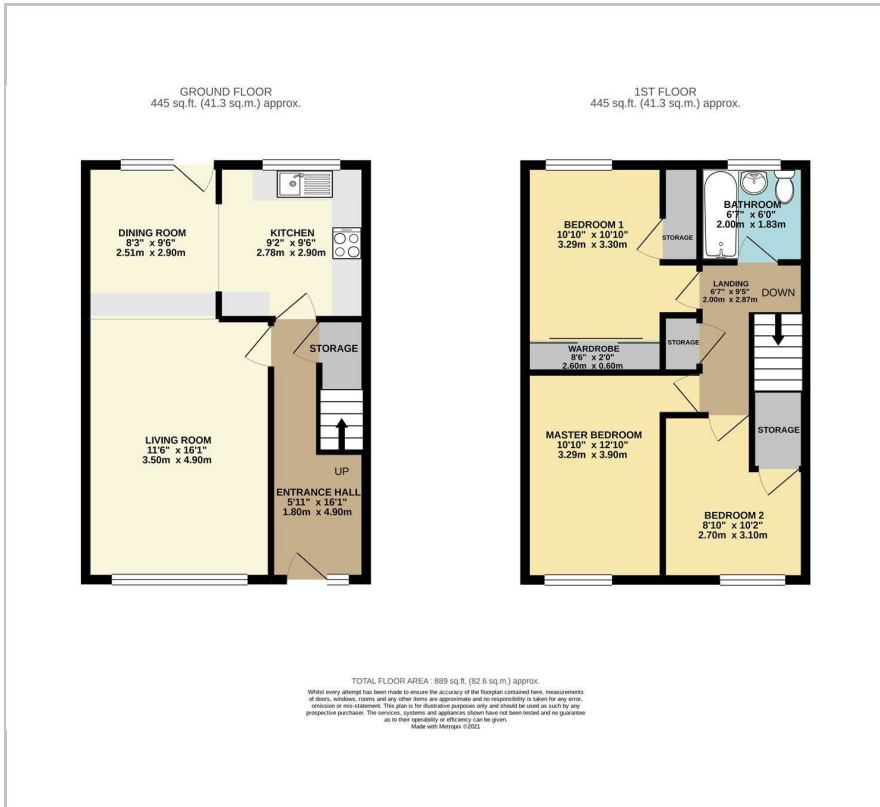 GROUND FLOOR
445 sq.ft. (41.3 sq.m.) approx.
DINING ROOM
8'3" x 9'6"
2.51m x 2.90m
KITCHEN
9'2" x 9'6"
2.78m x 2.90m
STORAGE
LIVING ROOM
11'6" x 16'1"
3.50m x 4.90m
UP
ENTRANCE HALL
5'11" x 16'1"
1.80m x 4.90m
1ST FLOOR
445 sq.ft. (41.3 sq.m.) approx.
BEDROOM 1
10'10" x 10'10"
3.29m x 3.30m
STORAGE
BATHROOM
6'7" x 6'0"
2.00m x 1.83m
LANDING
6'7" x 9'5"
2.00m x 2.87m
DOWN
STORAGE
WARDROBE
8'6" x 2'0"
2.60m x 0.60m
MASTER BEDROOM
10'10" x 12'10"
3.29m x 3.90m
STORAGE
BEDROOM 2
8'10" x 10'2"
2.70m x 3.10m
TOTAL FLOOR AREA : 889 sq.ft. (82.6 sq.m.) approx.
Whilst every attempt has been made to ensure the accuracy of the floorplan contained here, measurements
of doors, windows, rooms and any other items are approximate and no responsibility is taken for any error,
omission or mis-statement. This plan is for illustrative purposes only and should be used as such by any
prospective purchaser. The services, systems and appliances shown have not been tested and no guarantee
as to their operability or efficiency can be given.
Made with Metropix ©2021